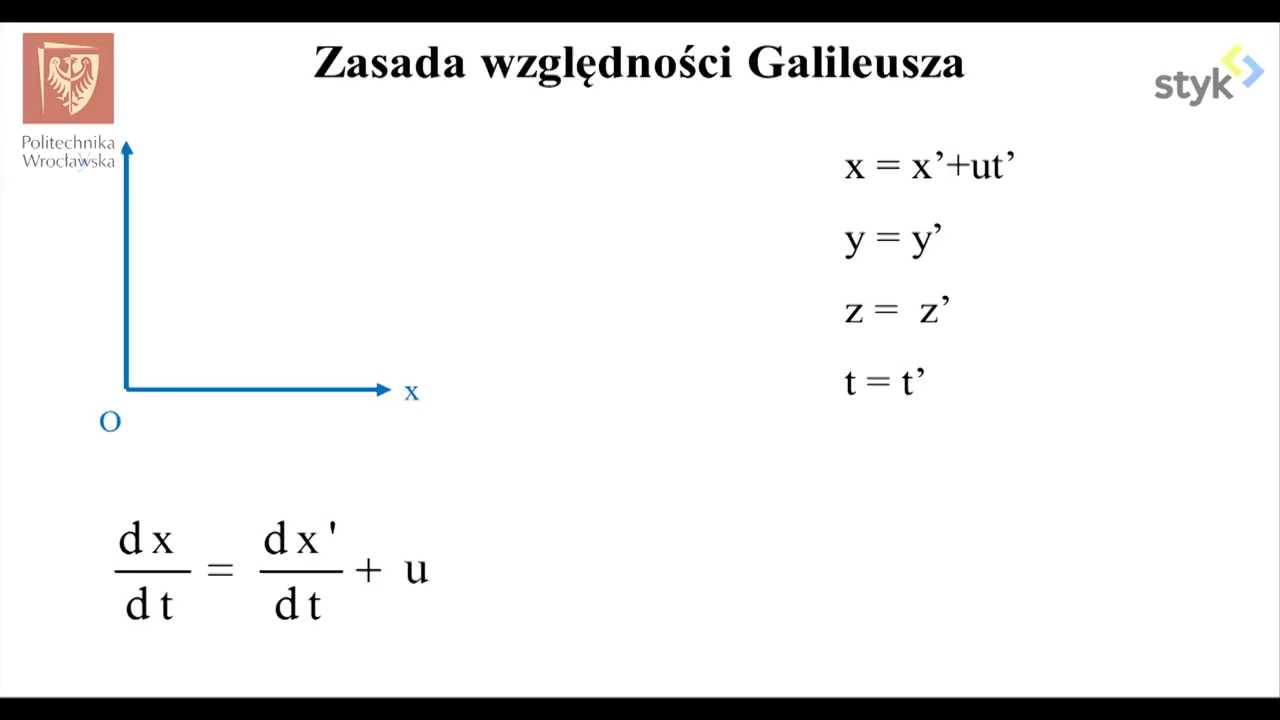 Zasada względności Galileusza
styk
Politechnika
Wrocławska
y
x = x’+ut’
y = y’
z = z’
t = t’
x
O
dx/dt = dx'/dt + u